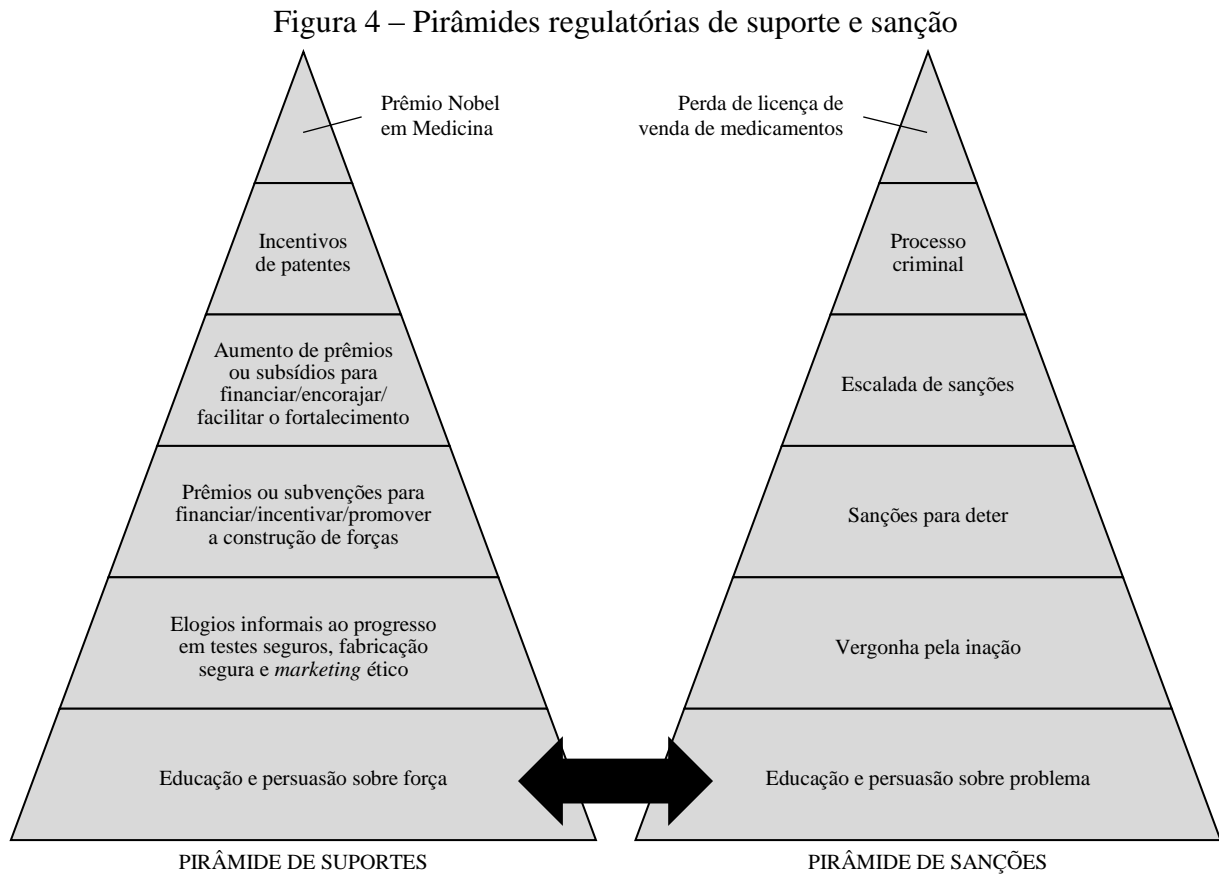 Figura 4 – Pirâmides regulatórias de suporte e sanção
Prêmio Nobel
em Medicina
Incentivos
de patentes
Aumento de prêmios
ou subsídios para
financiar/encorajar/
facilitar o fortalecimento
Prêmios ou subvenções para
financiar/incentivar/promover
a construção de forças
Elogios informais ao progresso
em testes seguros, fabricação
segura e marketing ético
Educação e persuasão sobre força
PIRÂMIDE DE SUPORTES
Perda de licença de
venda de medicamentos
Processo
criminal
Escalada de sanções
Sanções para deter
Vergonha pela inação
Educação e persuasão sobre problema
PIRÂMIDE DE SANÇÕES